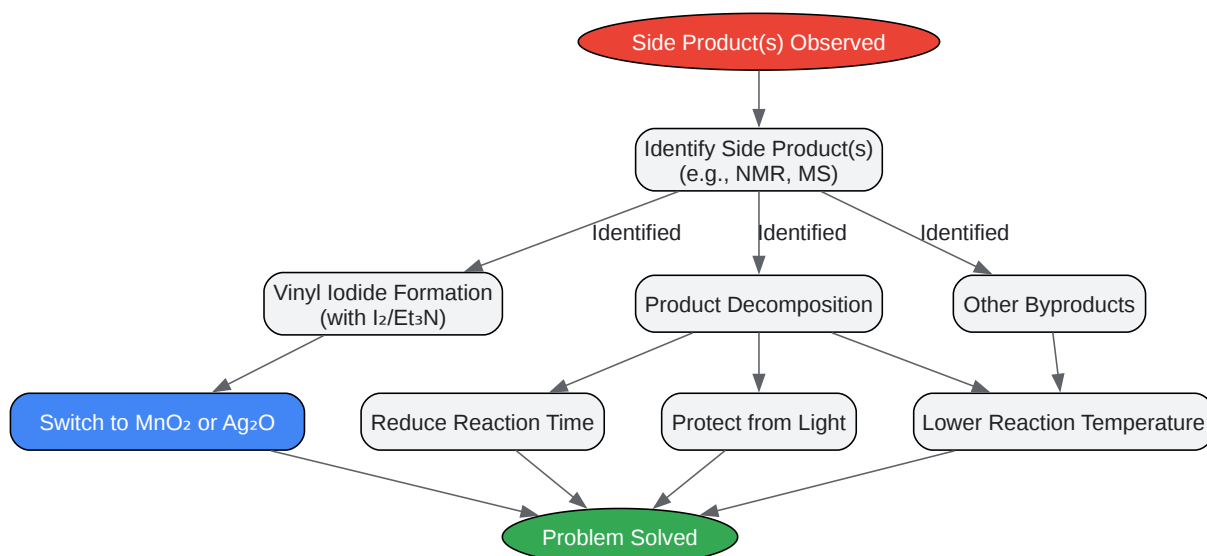 Side Product(s) Observed
Identify Side Product(s)
(e.g., NMR, MS)
Identified
Identified
Identified
Vinyl Iodide Formation
(with I₂/Et₃N)
Product Decomposition
Other Byproducts
Switch to MnO₂ or Ag₂O
Reduce Reaction Time
Protect from Light
Lower Reaction Temperature
Problem Solved